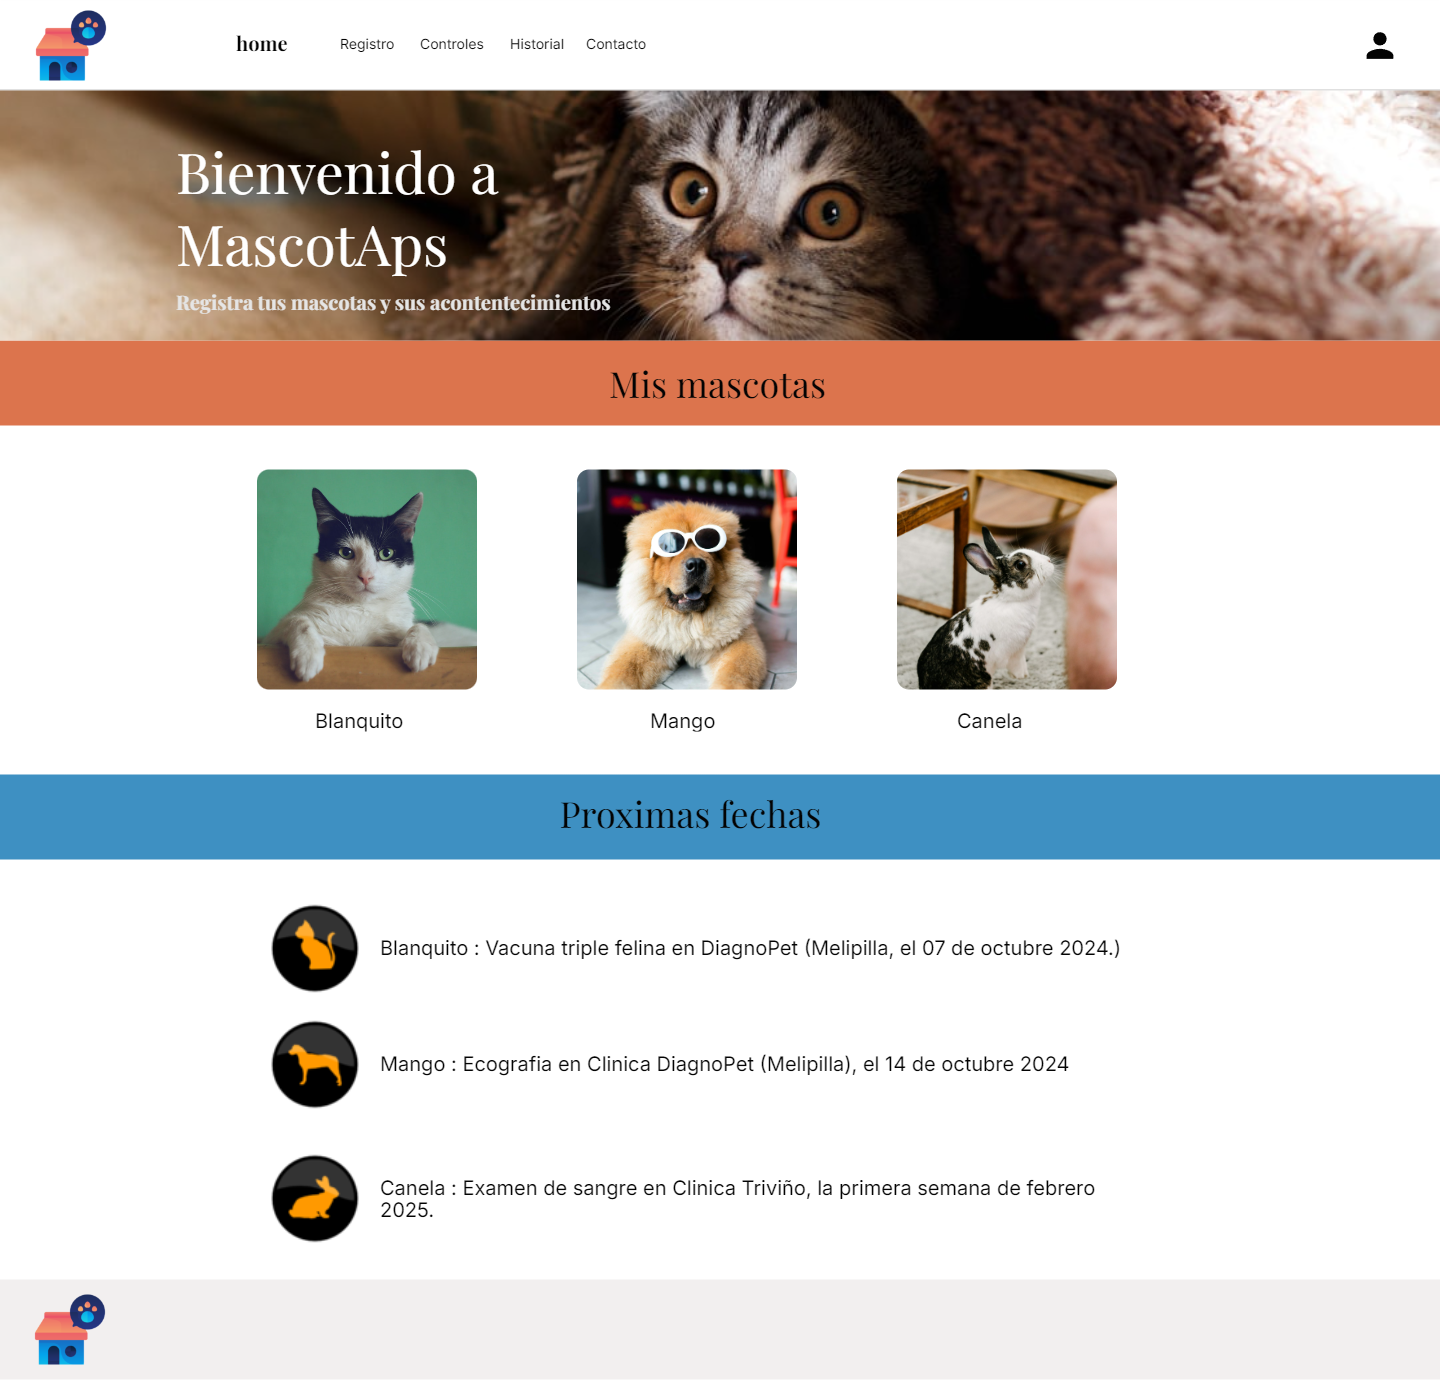 home Registro Controles Historial Contacto
Bienvenido a
MascotAps
Registra tus mascotas y sus acontentecimientos
Mis mascotas
Blanquito Mango Canela
Proximas fechas
Blanquito : Vacuna triple felina en DiagnoPet (Melipilla, el 07 de octubre 2024.)
Mango : Ecografia en Clinica DiagnoPet (Melipilla), el 14 de octubre 2024
Canela : Examen de sangre en Clinica Triviño, la primera semana de febrero
2025.